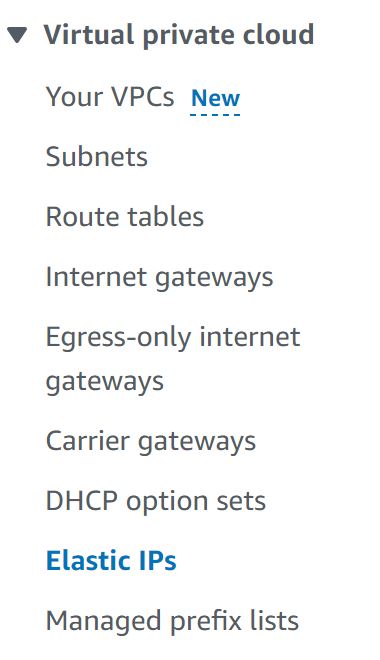 Virtual private cloud
Your VPCs New
Subnets
Route tables
Internet gateways
Egress-only internet
gateways
Carrier gateways
DHCP option sets
Elastic IPs
Managed prefix lists